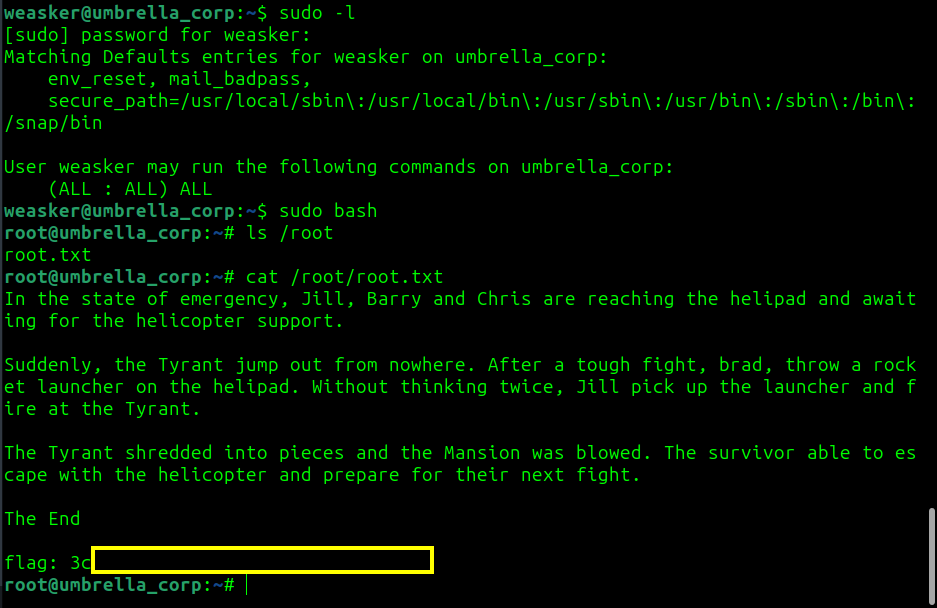 weasker@umbrella_corp:~$ sudo -l
[sudo] password for weasker:
Matching Defaults entries for weasker on umbrella_corp:
    env_reset, mail_badpass,
    secure_path=/usr/local/sbin\:/usr/local/bin\:/usr/sbin\:/usr/bin\:/sbin\:/bin\:
/snap/bin

User weasker may run the following commands on umbrella_corp:
    (ALL : ALL) ALL
weasker@umbrella_corp:~$ sudo bash
root@umbrella_corp:~# ls /root
root.txt
root@umbrella_corp:~# cat /root/root.txt
In the state of emergency, Jill, Barry and Chris are reaching the helipad and await
ing for the helicopter support.

Suddenly, the Tyrant jump out from nowhere. After a tough fight, brad, throw a rock
et launcher on the helipad. Without thinking twice, Jill pick up the launcher and f
ire at the Tyrant.

The Tyrant shredded into pieces and the Mansion was blowed. The survivor able to es
cape with the helicopter and prepare for their next fight.

The End

flag: 3c
root@umbrella_corp:~#